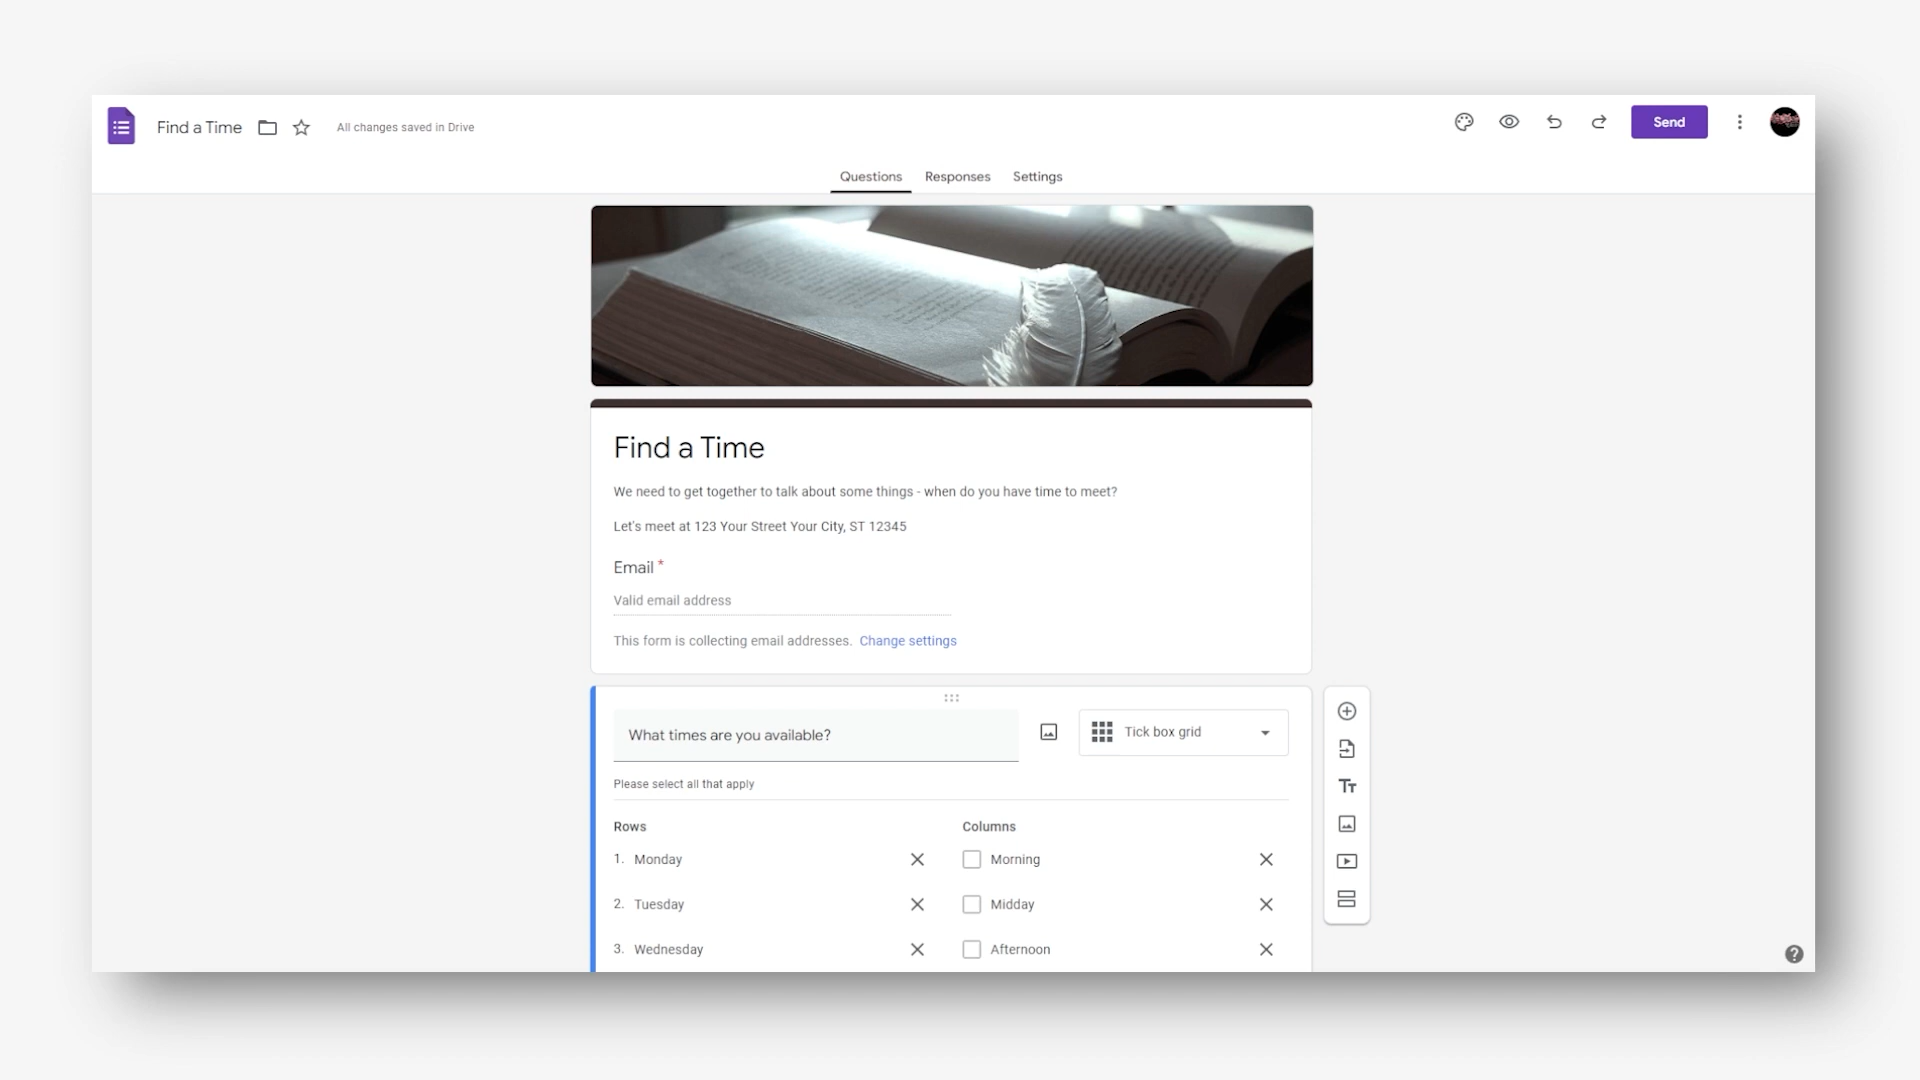 Find a Time
All changes saved in Drive
Send
Questions Responses Settings
Find a Time
We need to get together to talk about some things - when do you have time to meet?
Let's meet at 123 Your Street Your City, ST 12345
Email *
Valid email address
This form is collecting email addresses. Change settings
What times are you available?
Tick box grid
Please select all that apply
Rows
Columns
1. Monday
Morning
2. Tuesday
Midday
3. Wednesday
Afternoon